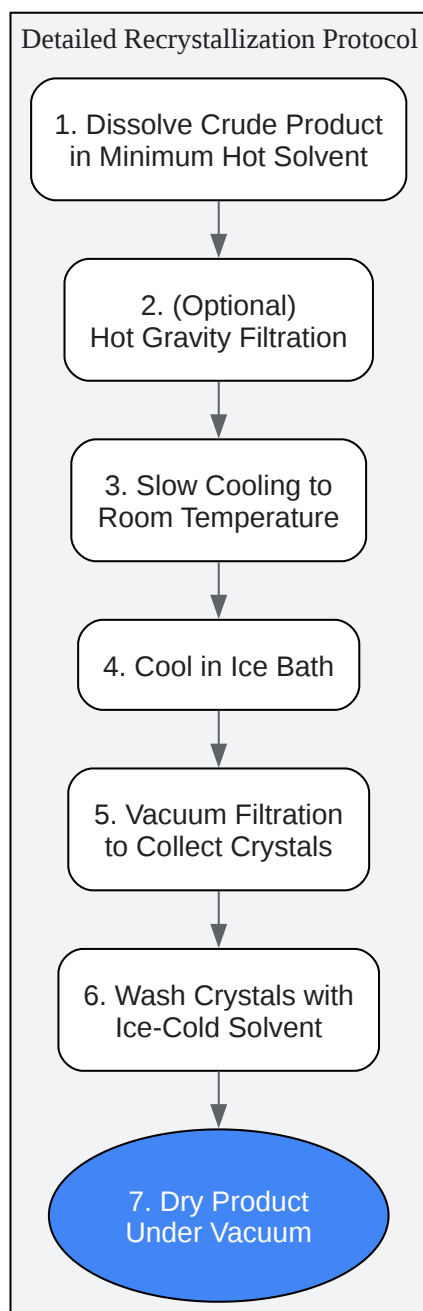 Detailed Recrystallization Protocol
1. Dissolve Crude Product
in Minimum Hot Solvent
2. (Optional)
Hot Gravity Filtration
3. Slow Cooling to
Room Temperature
4. Cool in Ice Bath
5. Vacuum Filtration
to Collect Crystals
6. Wash Crystals with
Ice-Cold Solvent
7. Dry Product
Under Vacuum